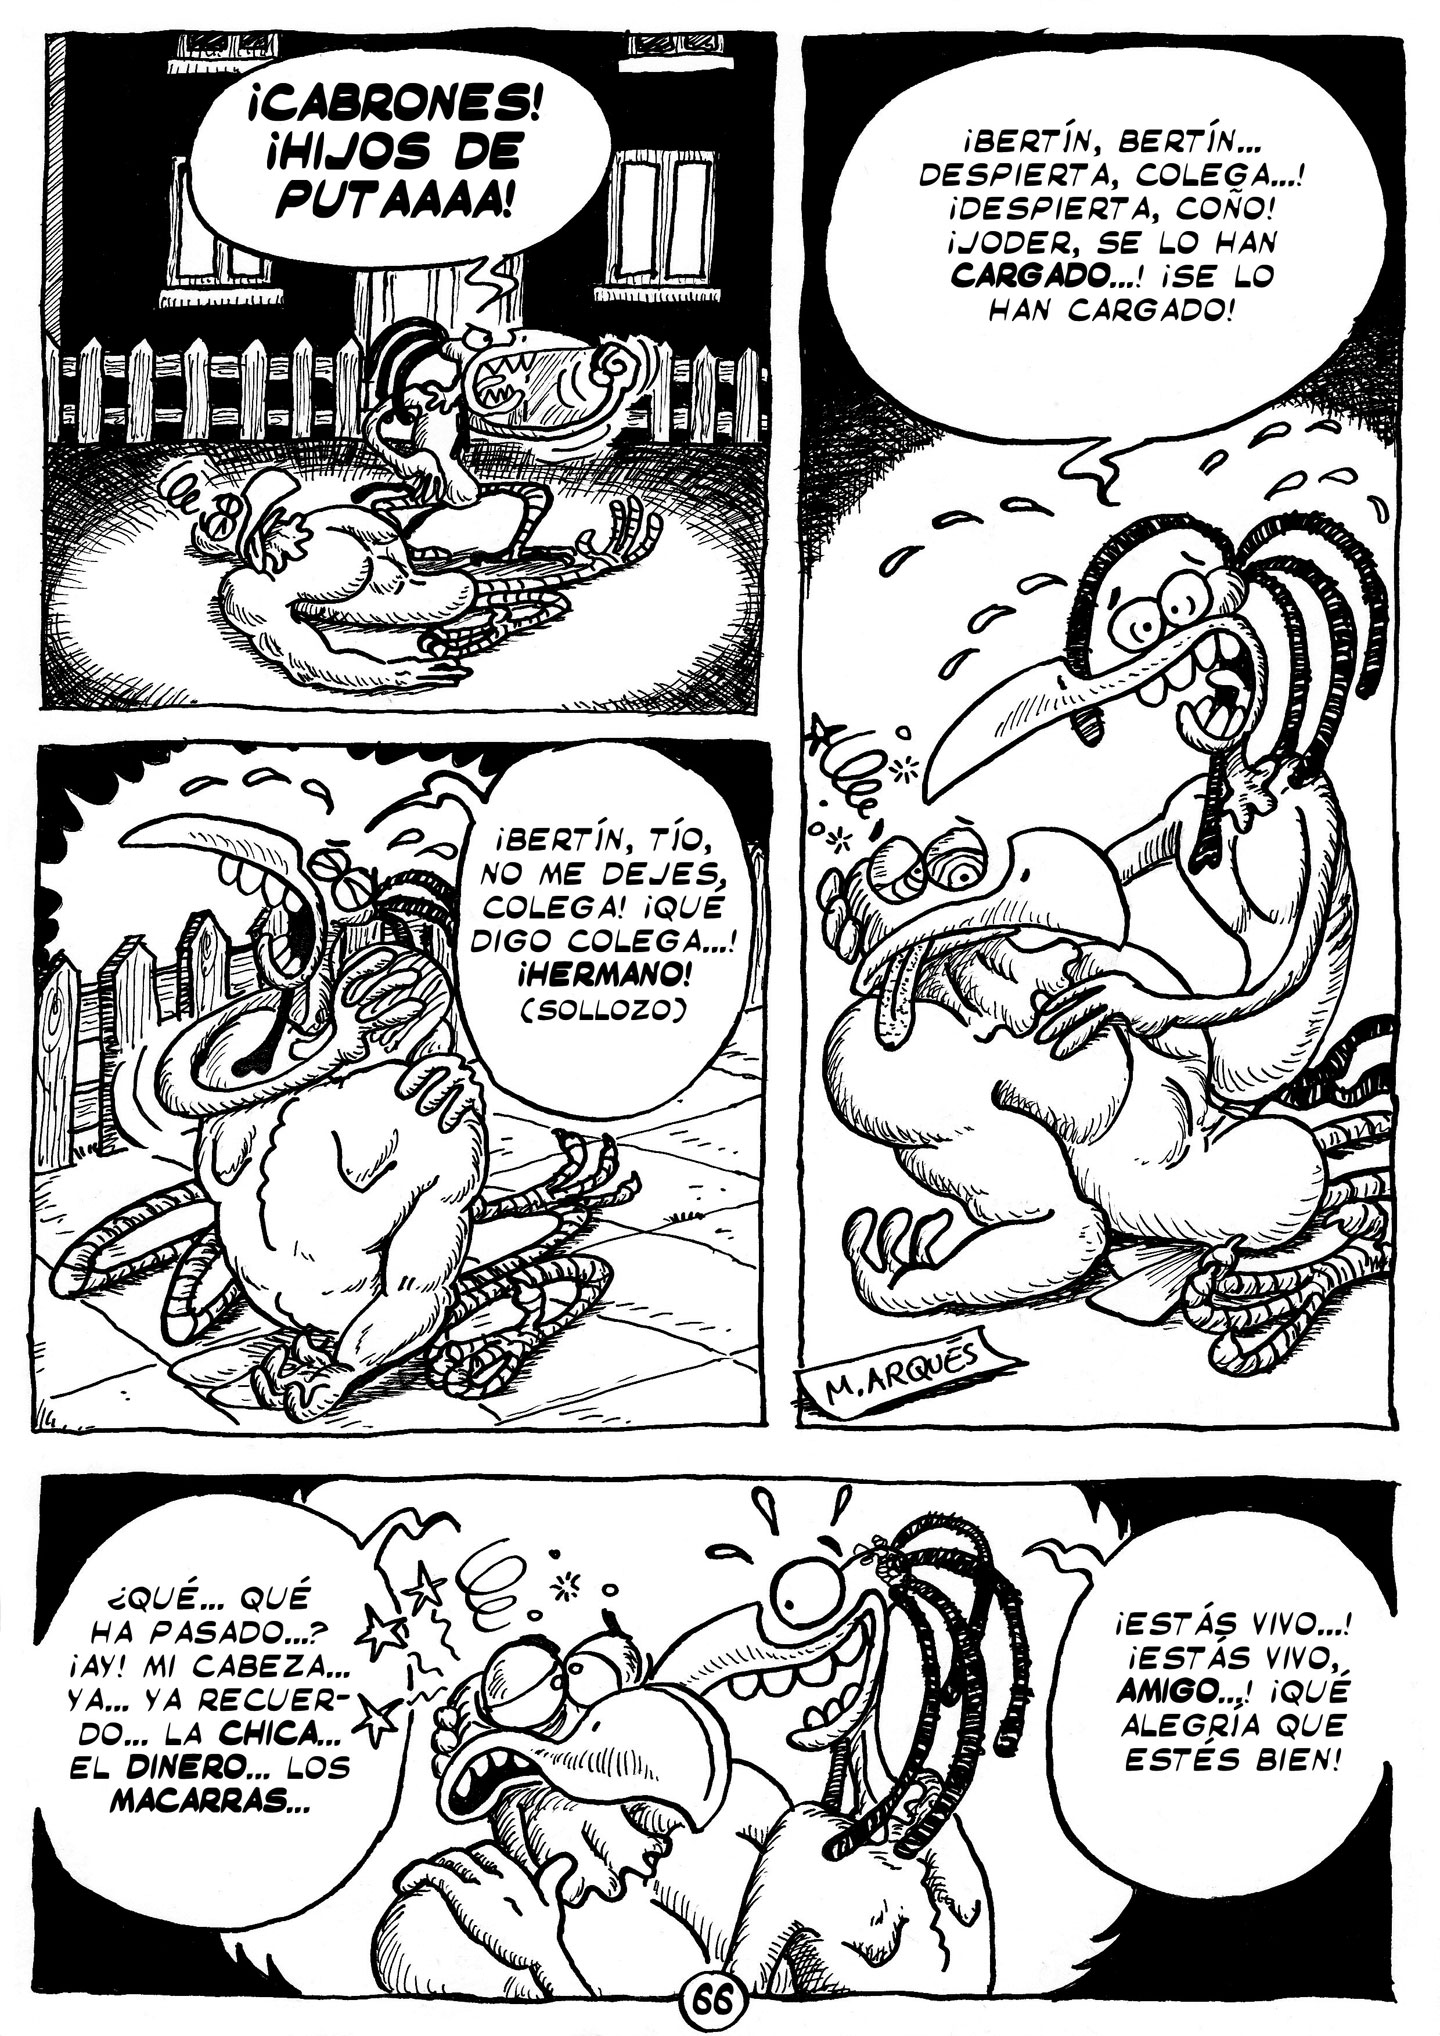 ¡CABRONES!
¡HIJOS DE
PUTAAAA!
¡BERTÍN, BERTÍN...
DESPIERTA, COLEGA...!
¡DESPIERTA, COÑO!
¡JODER, SE LO HAN
CARGADO...! ¡SE LO
HAN CARGADO!
¡BERTÍN, TÍO,
NO ME DEJES,
COLEGA! ¡QUÉ
DIGO COLEGA...!
¡HERMANO!
(SOLLOZO)
M. ARQUÉS
¿QUÉ... QUÉ
HA PASADO...?
¡AY! MI CABEZA...
YA... YA RECUER-
DO... LA CHICA...
EL DINERO... LOS
MACARRAS...
¡ESTÁS VIVO...!
¡ESTÁS VIVO,
AMIGO...! ¡QUÉ
ALEGRÍA QUE
ESTÉS BIEN!
66